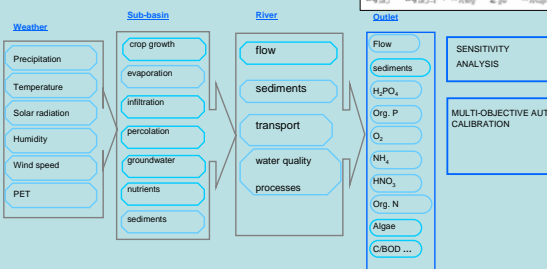 Weather
Precipitation
Temperature
Solar radiation
Humidity
Wind speed
PET
Sub-basin
crop growth
evaporation
infiltration
percolation
groundwater
nutrients
sediments
River
flow
sediments
transport
water quality
processes
Outlet
Flow
sediments
H₂PO₄
Org. P
O₂
NH₄
HNO₃
Org. N
Algae
C/BOD ...
SENSITIVITY
ANALYSIS
MULTI-OBJECTIVE AUT
CALIBRATION